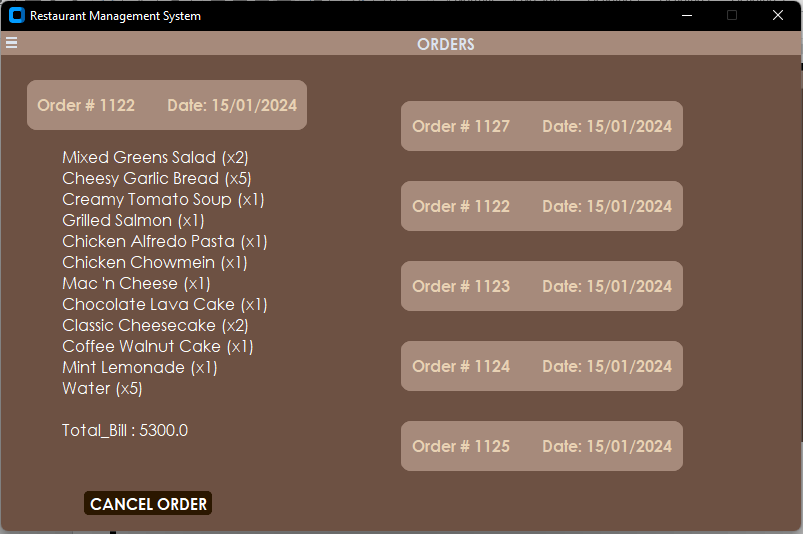 Restaurant Management System
ORDERS
Order # 1122 Date: 15/01/2024
Mixed Greens Salad (x2)
Cheesy Garlic Bread (x5)
Creamy Tomato Soup (x1)
Grilled Salmon (x1)
Chicken Alfredo Pasta (x1)
Chicken Chowmein (x1)
Mac 'n Cheese (x1)
Chocolate Lava Cake (x1)
Classic Cheesecake (x2)
Coffee Walnut Cake (x1)
Mint Lemonade (x1)
Water (x5)
Total_Bill : 5300.0
CANCEL ORDER
Order # 1127 Date: 15/01/2024
Order # 1122 Date: 15/01/2024
Order # 1123 Date: 15/01/2024
Order # 1124 Date: 15/01/2024
Order # 1125 Date: 15/01/2024